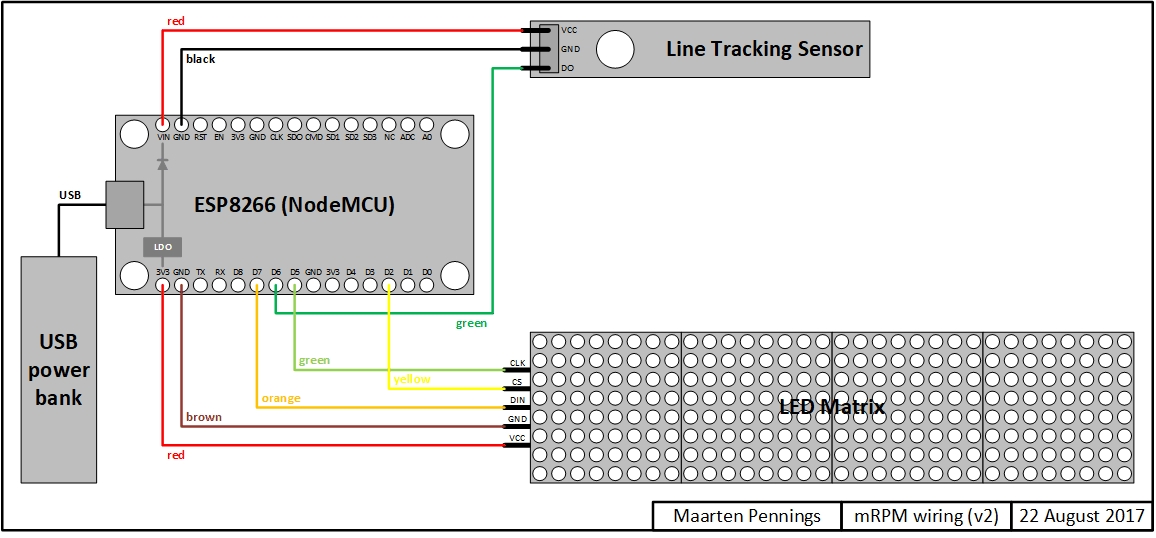 red
VCC
GND
DO
Line Tracking Sensor
black
VIN GND RST EN 3V3 GND CLK SDO CMD SD1 SD2 SD3 NC ADC A0
USB
ESP8266 (NodeMCU)
LDO
3V3 GND TX RX D8 D7 D6 D5 GND 3V3 D4 D3 D2 D1 D0
green
USB
power
bank
green
yellow
orange
brown
red
CLK
CS
DIN
GND
VCC
LED Matrix
Maarten Pennings
mRPM wiring (v2)
22 August 2017